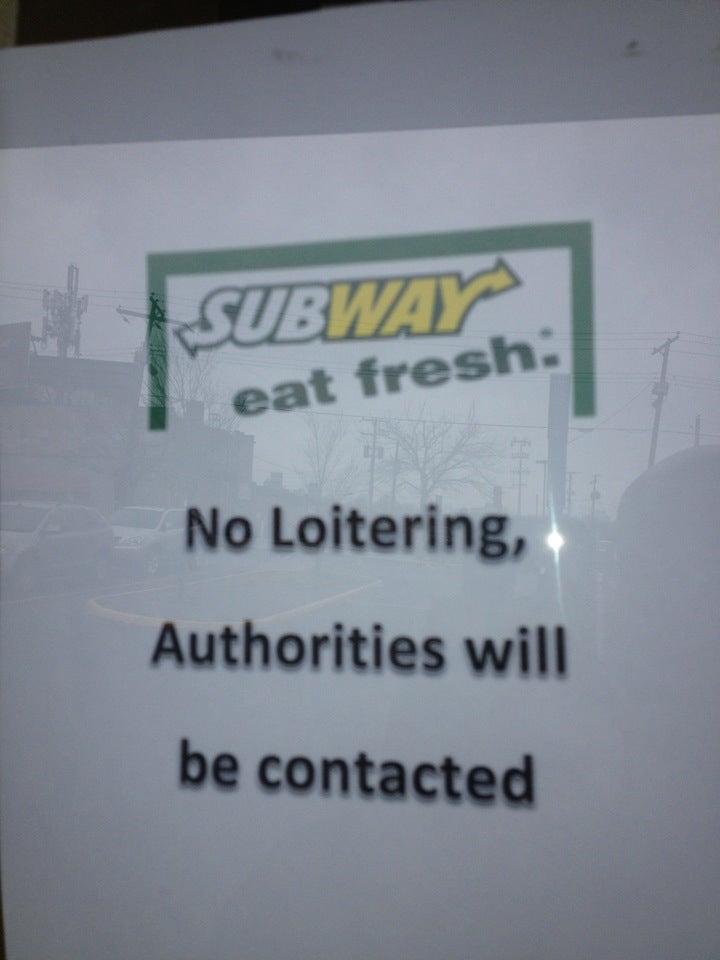 SUBWAY
eat fresh.
No Loitering,
Authorities will
be contacted